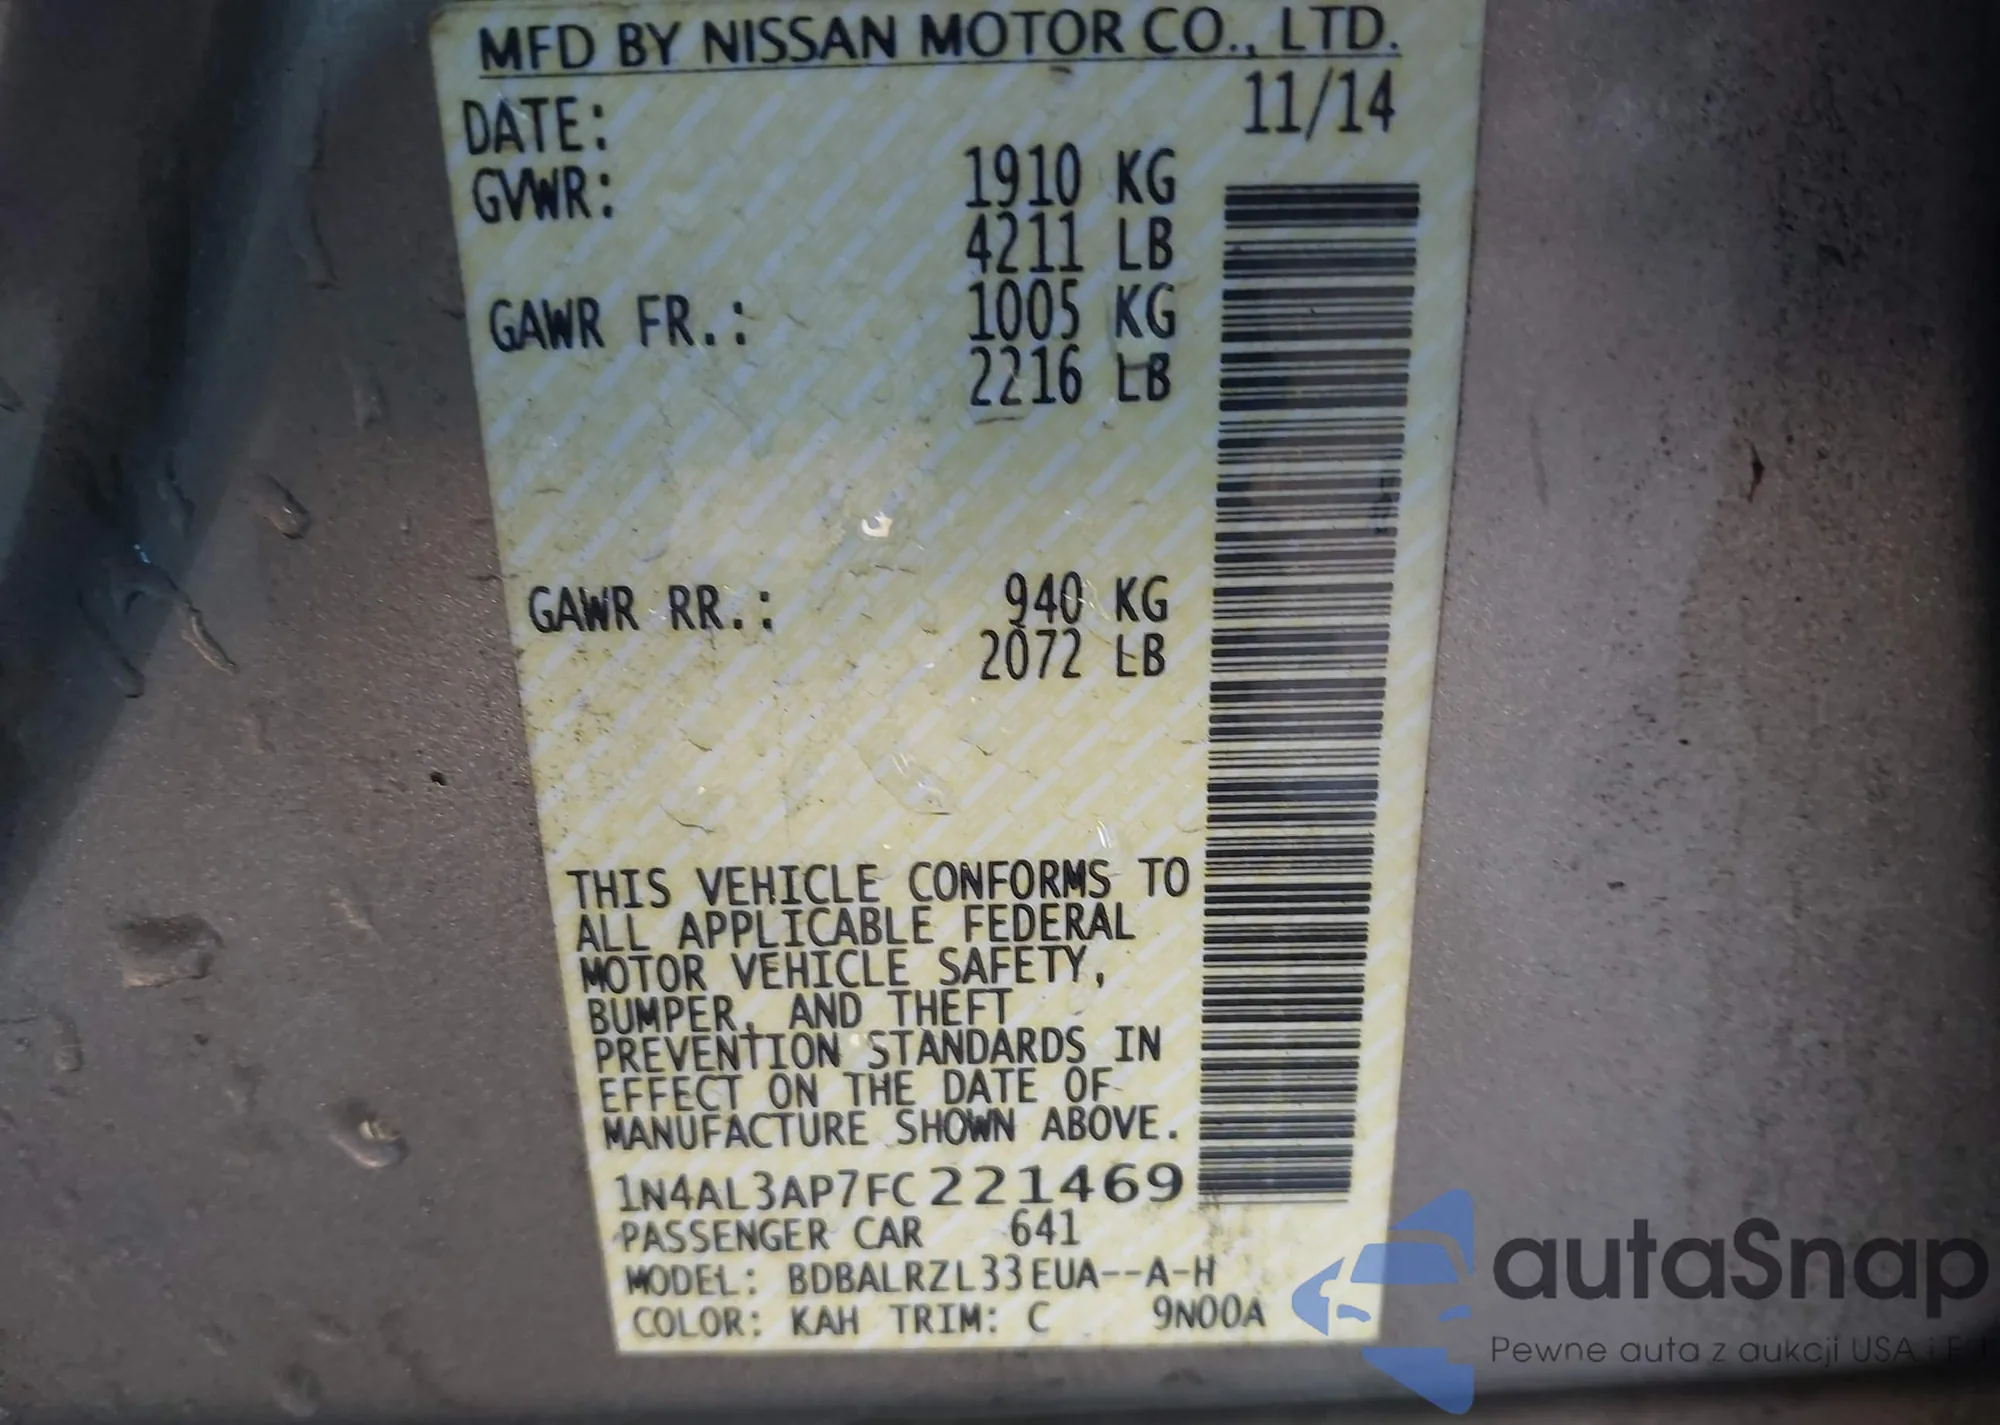 MFD BY NISSAN MOTOR CO., LTD.
DATE: 11/14
GVWR: 1910 KG
4211 LB
GAWR FR.: 1005 KG
2216 LB
GAWR RR.: 940 KG
2072 LB
THIS VEHICLE CONFORMS TO
ALL APPLICABLE FEDERAL
MOTOR VEHICLE SAFETY,
BUMPER, AND THEFT
PREVENTION STANDARDS IN
EFFECT ON THE DATE OF
MANUFACTURE SHOWN ABOVE.
1N4AL3AP7FC221469
PASSENGER CAR 641
MODEL: BDBALRZL33EUA--A-H
COLOR: KAH TRIM: C 9N00A
autaSnap
Pewne auta z aukcji USA i